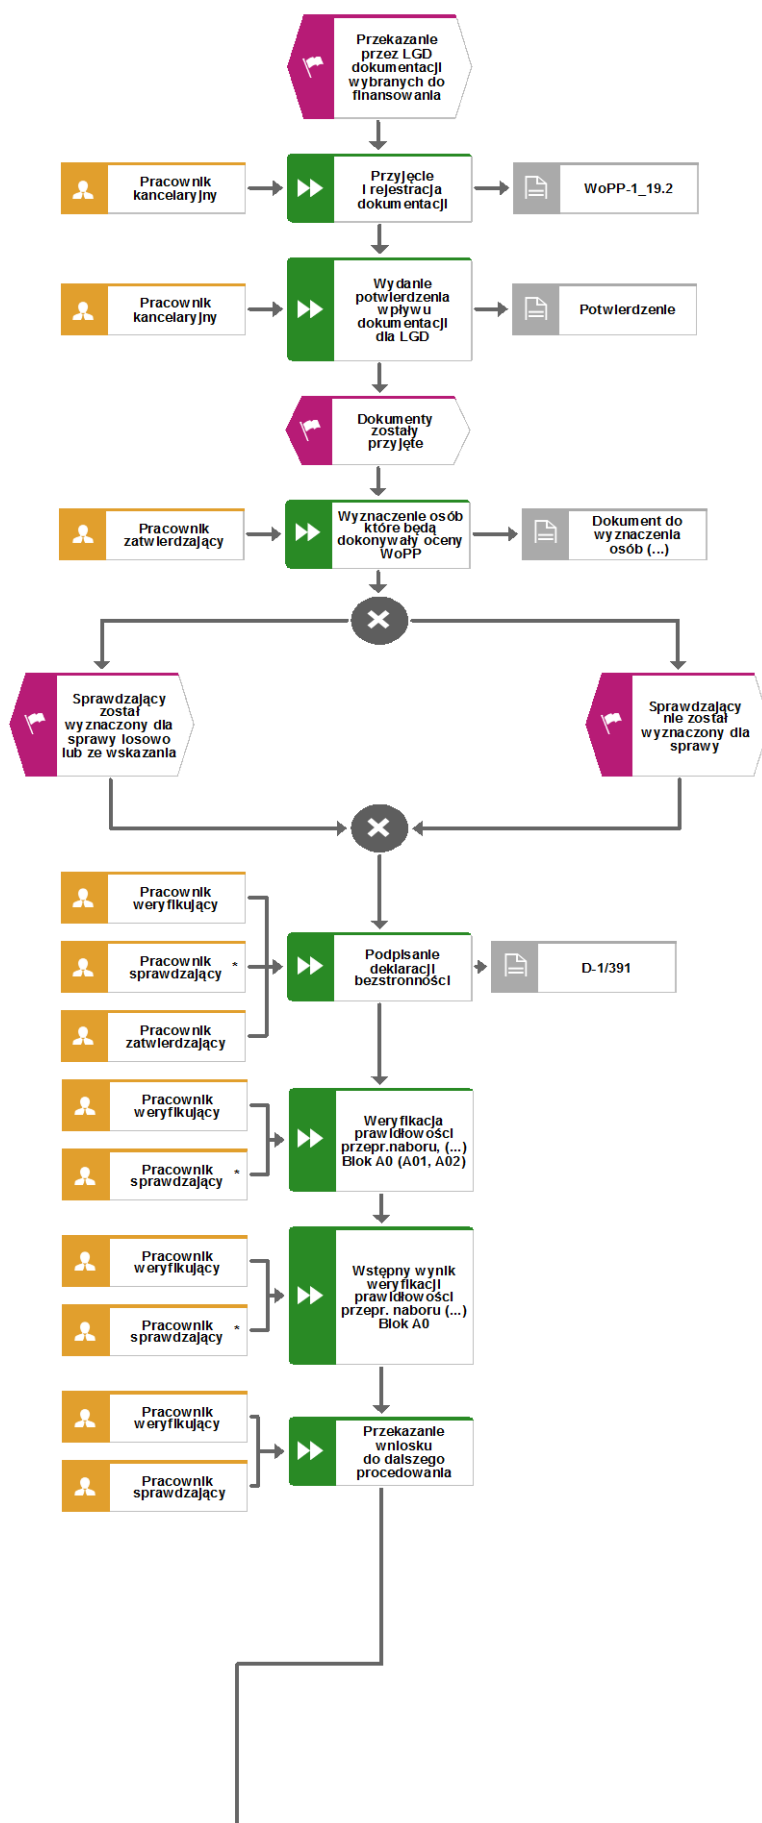 Przekazanie
przez LGD
dokumentacji
wybranych do
finansowania
Pracownik
kancelaryjny
Przyjęcie
i rejestracja
dokumentacji
WoPP-1_19.2
Pracownik
kancelaryjny
Wydanie
potwierdzenia
wpływu
dokumentacji
dla LGD
Potwierdzenie
Dokumenty
zostały
przyjęte
Pracownik
zatwierdzający
Wyznaczenie osób
które będą
dokonywały oceny
WoPP
Dokument do
wyznaczenia
osób (...)
Sprawdzający
został
wyznaczony dla
sprawy losowo
lub ze wskazania
Sprawdzający
nie został
wyznaczony dla
sprawy
Pracownik
weryfikujący
Pracownik
sprawdzający *
Pracownik
zatwierdzający
Podpisanie
deklaracji
bezstronności
D-1/391
Pracownik
weryfikujący
Pracownik
sprawdzający *
Weryfikacja
prawidłowości
przepr.naboru, (...)
Blok A0 (A01, A02)
Pracownik
weryfikujący
Pracownik
sprawdzający *
Wstępny wynik
weryfikacji
prawidłowości
przepr. naboru (...)
Blok A0
Pracownik
weryfikujący
Pracownik
sprawdzający
Przekazanie
wniosku
do dalszego
procedowania